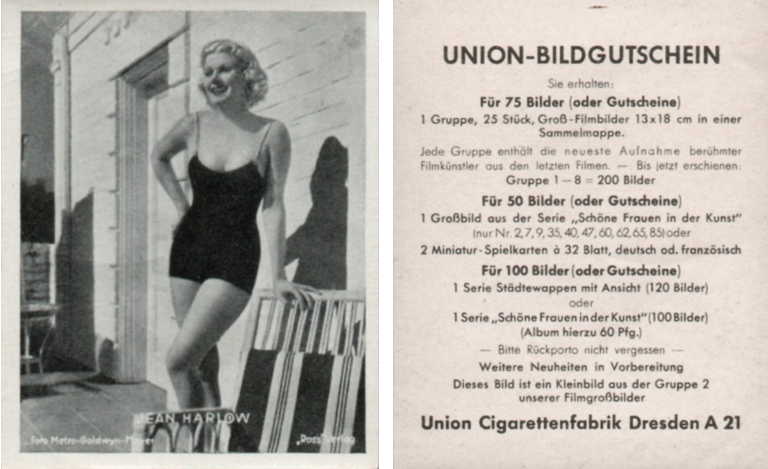 JEAN HARLOW
Foto Metro-Goldwyn-Mayer
„Ross“ Verlag
UNION-BILDGUTSCHEIN
Sie erhalten:
Für 75 Bilder (oder Gutscheine)
1 Gruppe, 25 Stück, Groß-Filmbilder 13x18 cm in einer
Sammelmappe.
Jede Gruppe enthält die neueste Aufnahme berühmter
Filmkünstler aus den letzten Filmen. — Bis jetzt erschienen:
Gruppe 1 – 8 = 200 Bilder
Für 50 Bilder (oder Gutscheine)
1 Großbild aus der Serie „Schöne Frauen in der Kunst“
(nur Nr. 2, 7, 9, 35, 40, 47, 60, 62, 65, 85) oder
2 Miniatur-Spielkarten à 32 Blatt, deutsch od. französisch
Für 100 Bilder (oder Gutscheine)
1 Serie Städtewappen mit Ansicht (120 Bilder)
oder
1 Serie „Schöne Frauen in der Kunst“ (100 Bilder)
(Album hierzu 60 Pfg.)
— Bitte Rückporto nicht vergessen —
Weitere Neuheiten in Vorbereitung
Dieses Bild ist ein Kleinbild aus der Gruppe 2
unserer Filmgroßbilder
Union Cigarettenfabrik Dresden A 21